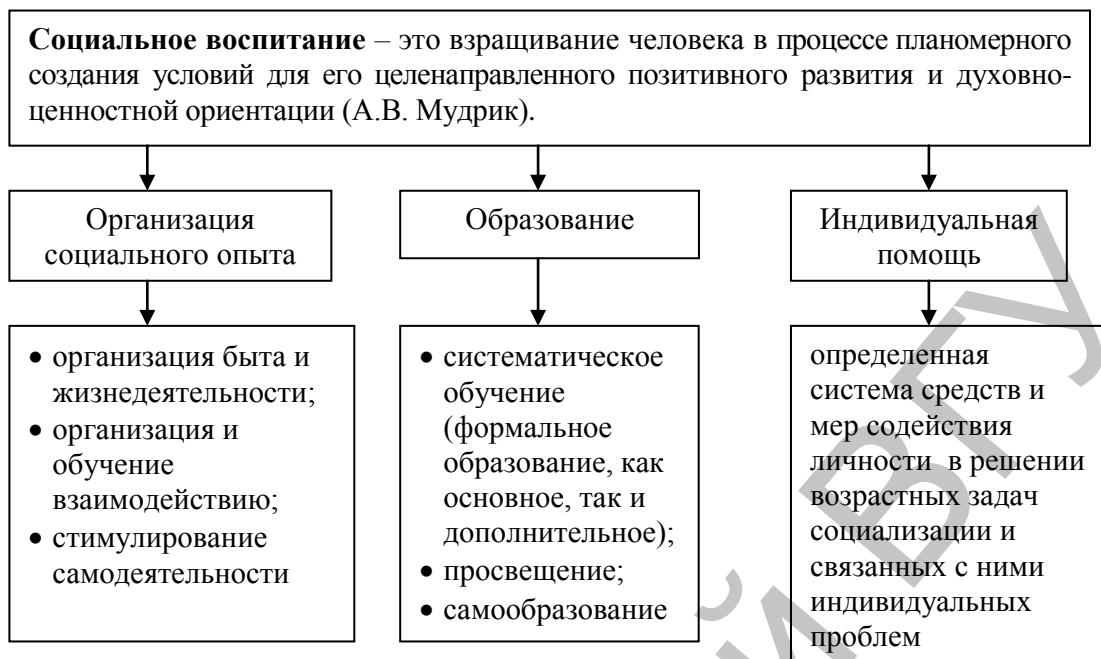 Социальное воспитание – это взращивание человека в процессе планомерного
создания условий для его целенаправленного позитивного развития и духовно-
ценностной ориентации (А.В. Мудрик).
Организация
социального опыта
Образование
Индивидуальная
помощь
• организация быта и
жизнедеятельности;
• организация и
обучение
взаимодействию;
• стимулирование
самодеятельности
• систематическое
обучение
(формальное
образование, как
основное, так и
дополнительное);
• просвещение;
• самообразование
определенная
система средств и
мер содействия
личности в решении
возрастных задач
социализации и
связанных с ними
индивидуальных
проблем
й ВГУ